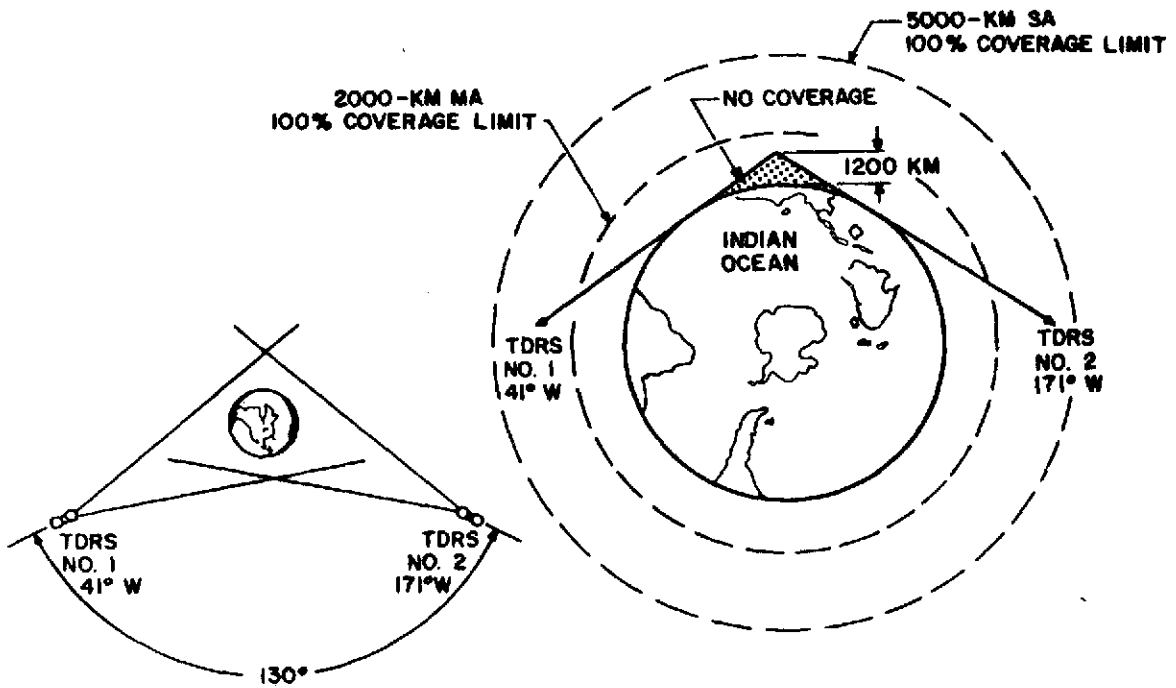 5000-KM SA
100% COVERAGE LIMIT
2000-KM MA
100% COVERAGE LIMIT
NO COVERAGE
1200 KM
INDIAN
OCEAN
TDRS
NO. 1
41° W
TDRS
NO. 2
171° W
TDRS
NO. 1
41° W
TDRS
NO. 2
171°W
130°